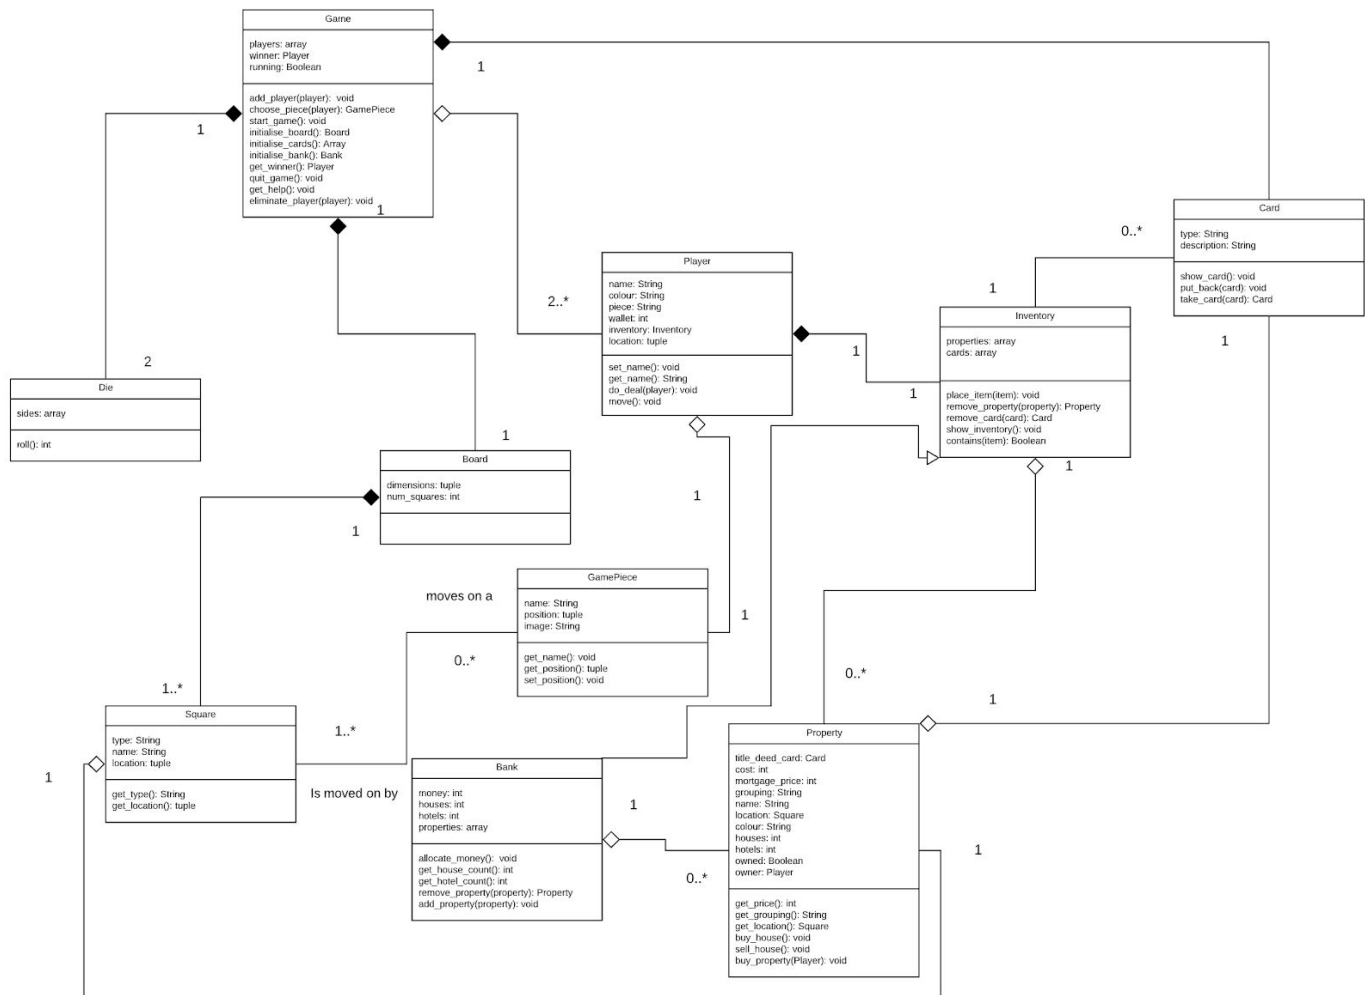 Game
players: array
winner: Player
running: Boolean
add_player(player):  void
choose_piece(player): GamePiece
start_game(): void
initialise_board(): Board
initialise_cards(): Array
initialise_bank(): Bank
get_winner(): Player
quit_game(): void
get_help(): void
eliminate_player(player): void
1
1
1
1
2..*
2
Die
sides: array
roll(): int
Player
name: String
colour: String
piece: String
wallet: int
inventory: Inventory
location: tuple
set_name(): void
get_name(): String
do_deal(player): void
move(): void
1
1
Card
type: String
description: String
show_card(): void
put_back(card): void
take_card(card): Card
0..*
1
1
Inventory
properties: array
cards: array
place_item(item): void
remove_property(property): Property
remove_card(card): Card
show_inventory(): void
contains(item): Boolean
1
Board
dimensions: tuple
num_squares: int
1
1
1
GamePiece
name: String
position: tuple
image: String
get_name(): void
get_position(): tuple
set_position(): void
moves on a
0..*
1..*
1..*
Is moved on by
Square
type: String
name: String
location: tuple
get_type(): String
get_location(): tuple
1
Bank
money: int
houses: int
hotels: int
properties: array
allocate_money():  void
get_house_count(): int
get_hotel_count(): int
remove_property(property): Property
add_property(property): void
1
0..*
0..*
1
1
Property
title_deed_card: Card
cost: int
mortgage_price: int
grouping: String
name: String
location: Square
colour: String
houses: int
hotels: int
owned: Boolean
owner: Player
get_price(): int
get_grouping(): String
get_location(): Square
buy_house(): void
sell_house(): void
buy_property(Player): void